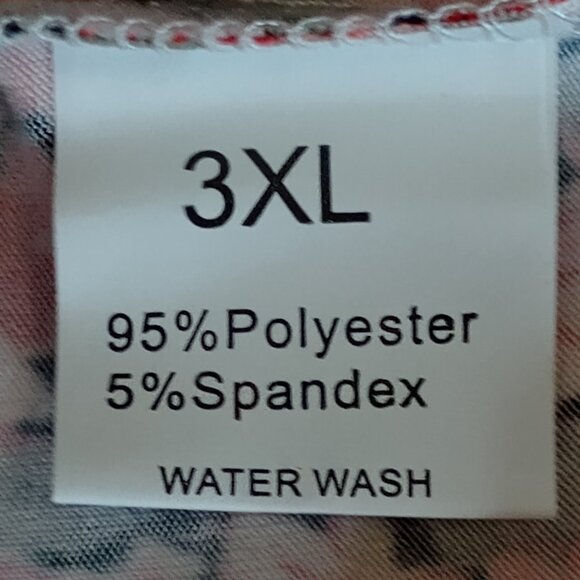 3XL
95%Polyester
5%Spandex
WATER WASH